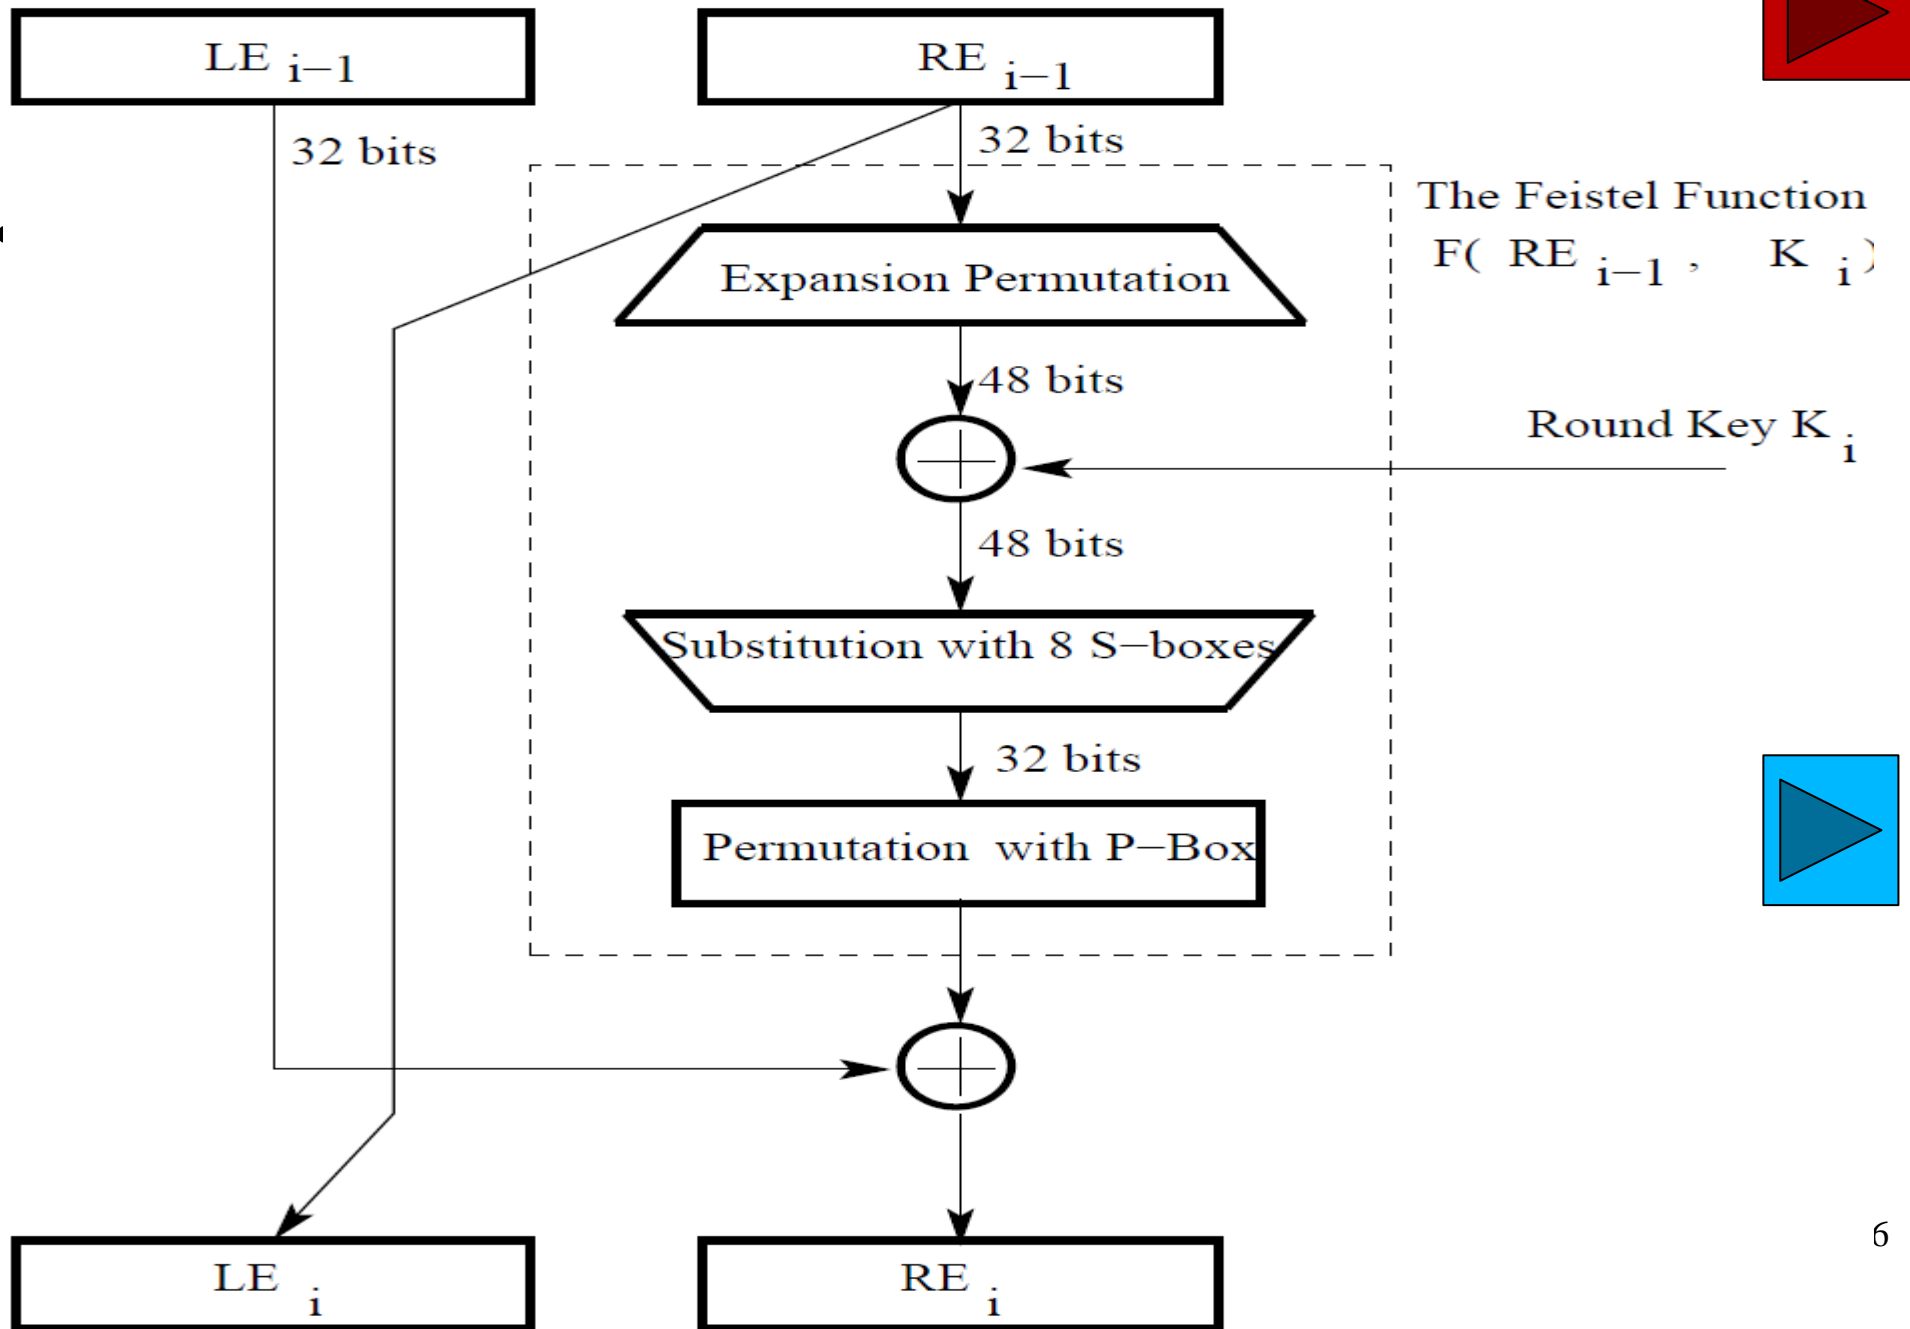 LE i−1
RE i−1
32 bits
32 bits
The Feistel Function
F( RE i−1 , K i )
Expansion Permutation
48 bits
Round Key K i
48 bits
Substitution with 8 S−boxes
32 bits
Permutation with P−Box
6
LE i
RE i